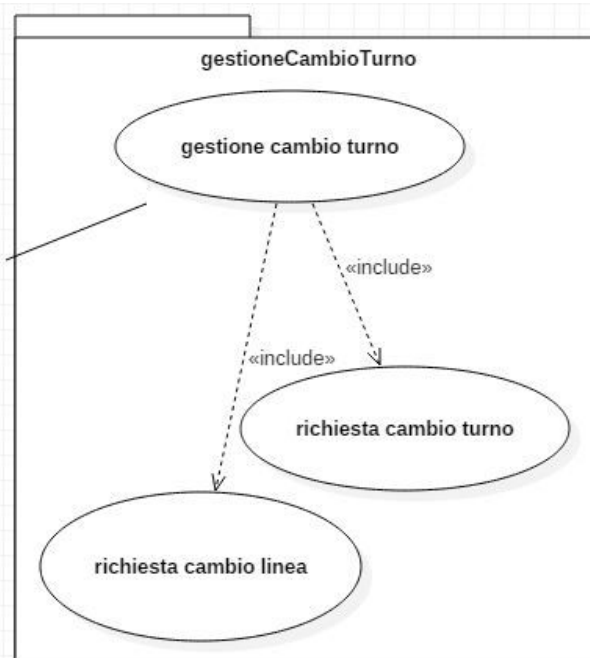 gestioneCambioTurno
gestione cambio turno
«include»
«include»
richiesta cambio turno
richiesta cambio linea